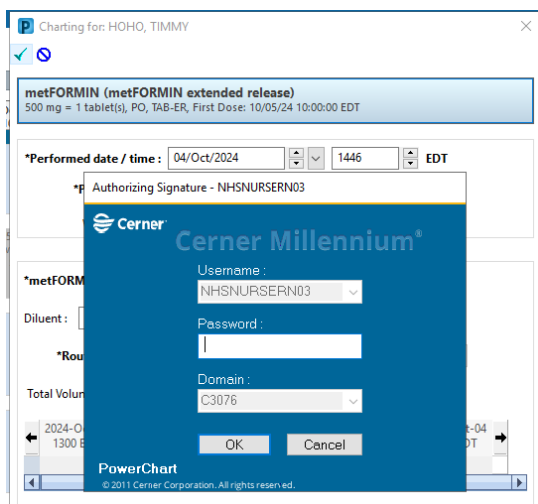 Charting for: HOHO, TIMMY
metFORMIN (metFORMIN extended release)
500 mg = 1 tablet(s), PO, TAB-ER, First Dose: 10/05/24 10:00:00 EDT
*Performed date / time : 04/Oct/2024 1446 EDT
Authorizing Signature - NHSNURSERN03
Cerner
Cerner Millennium®
Username :
NHSNURSERN03
Password :
Domain :
C3076
OK Cancel
PowerChart
© 2011 Cerner Corporation. All rights reserved.
*metFORM
Diluent :
*Rou
Total Volun
2024-O
1300 E
t-04
DT